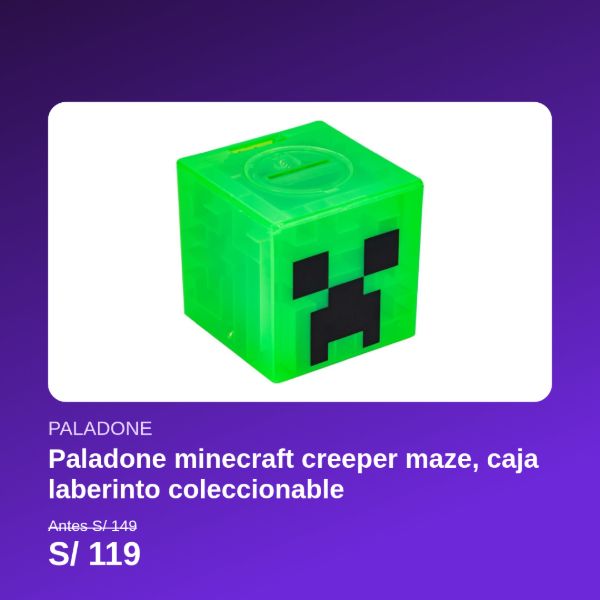 PALADONE
Paladone minecraft creeper maze, caja
laberinto coleccionable
Antes S/ 149
S/ 119